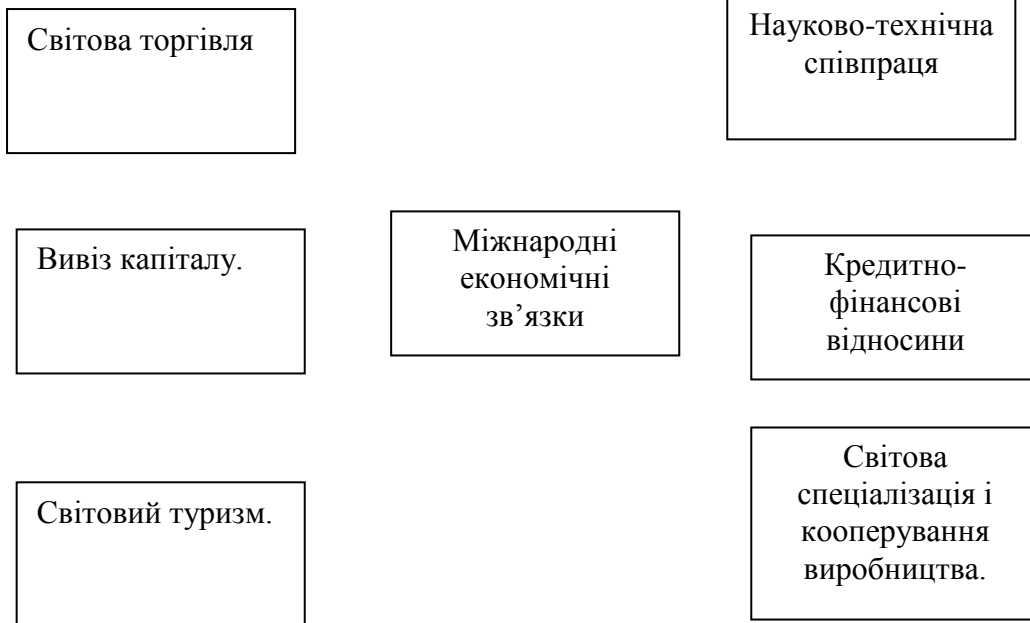 Світова торгівля
Науково-технічна
співпраця
Вивіз капіталу.
Міжнародні
економічні
зв’язки
Кредитно-
фінансові
відносини
Світовий туризм.
Світова
спеціалізація і
кооперування
виробництва.